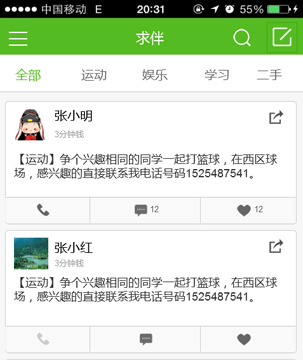 中国移动 E 20:31 55%
求伴
全部 运动 娱乐 学习 二手
张小明
3分钟钱
【运动】争个兴趣相同的同学一起打篮球，在西区球
场，感兴趣的直接联系我电话号码1525487541。
12 12
张小红
3分钟钱
【运动】争个兴趣相同的同学一起打篮球，在西区球
场，感兴趣的直接联系我电话号码1525487541。